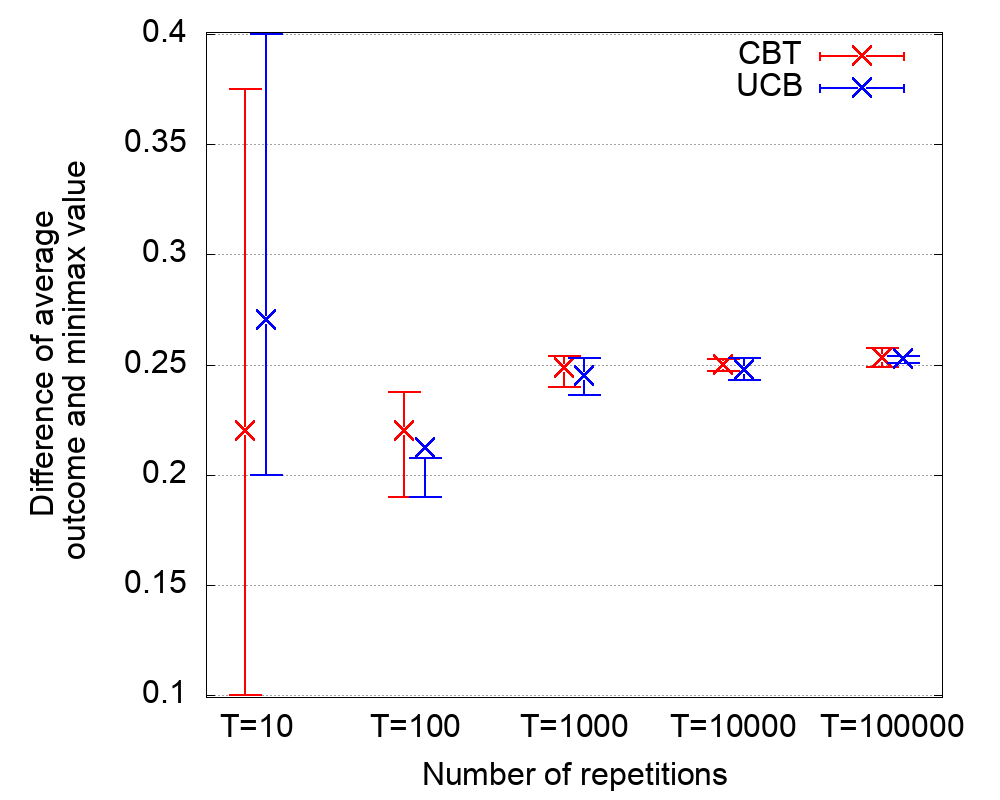 0.4
0.35
0.3
0.25
0.2
0.15
0.1
Difference of average
outcome and minimax value
CBT
UCB
T=10 T=100 T=1000 T=10000 T=100000
Number of repetitions